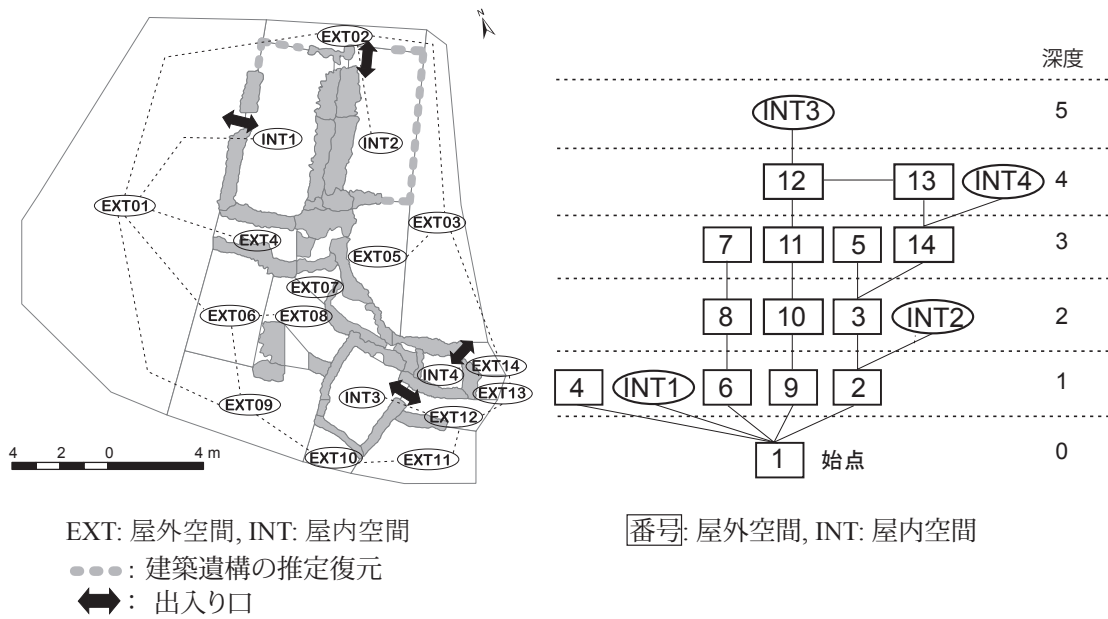 N
EXT02
INT1
INT2
EXT01
EXT03
EXT4
EXT05
EXT07
EXT06
EXT08
INT4
EXT14
EXT13
INT3
EXT12
EXT09
EXT10
EXT11
4 2 0 4 m
EXT: 屋外空間, INT: 屋内空間
: 建築遺構の推定復元
: 出入り口
深度
INT3 5
12 13 INT4 4
7 11 5 14 3
8 10 3 INT2 2
4 INT1 6 9 2 1
1 始点 0
番号: 屋外空間, INT: 屋内空間